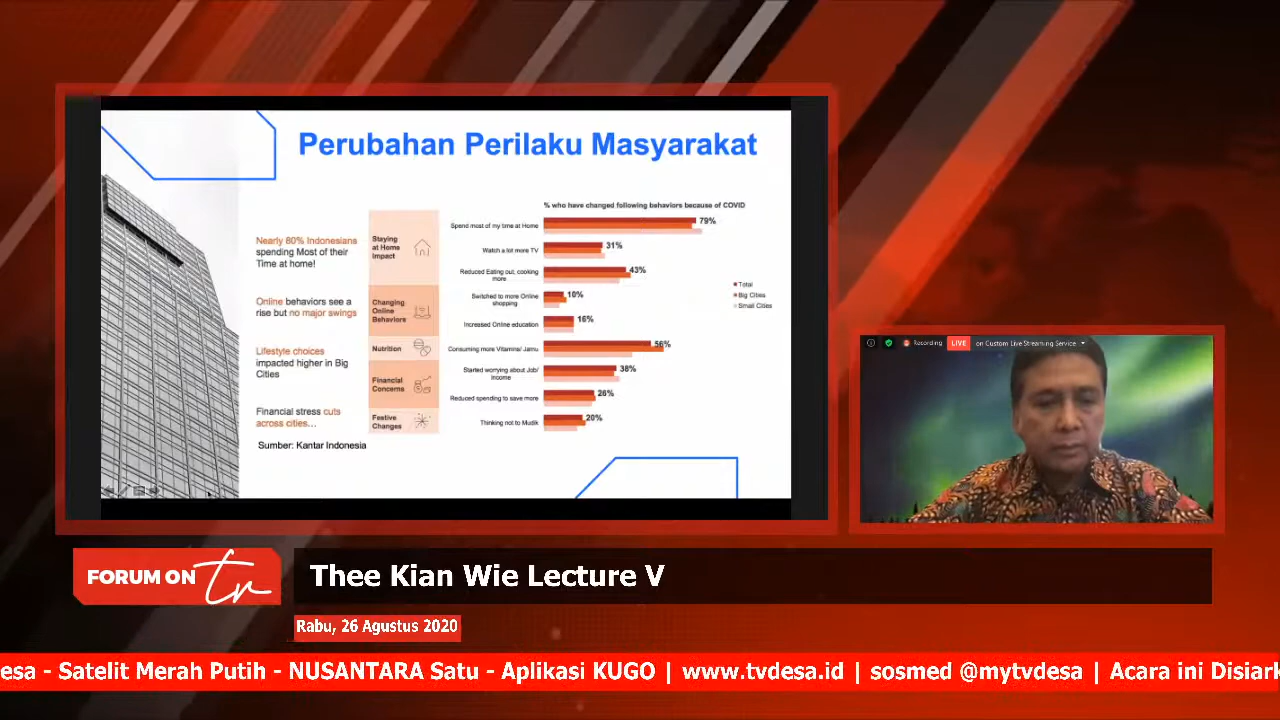 Perubahan Perilaku Masyarakat
% who have changed following behaviors because of COVID
Nearly 80% Indonesians
spending Most of their
Time at home!
Online behaviors see a
rise but no major swings
Lifestyle choices
impacted higher in Big
Cities
Financial stress cuts
across cities…
Sumber: Kantar Indonesia
Staying
at Home
Impact
Changing
Online
Behaviors
Nutrition
Financial
Concerns
Festive
Changes
Spend most of my time at Home
79%
Watch a lot more TV
31%
Reduced Eating out; cooking
more
43%
Switched to more Online
shopping
10%
Increased Online education
16%
Consuming more Vitamins/ Jamu
56%
Started worrying about Job/
Income
38%
Reduced spending to save more
26%
Thinking not to Mudik
20%
Total
Big Cities
Small Cities
Recording
LIVE
on Custom Live Streaming Service
FORUM ON tr
Thee Kian Wie Lecture V
Rabu, 26 Agustus 2020
esa - Satelit Merah Putih - NUSANTARA Satu - Aplikasi KUGO | www.tvdesa.id | sosmed @mytvdesa | Acara ini Disiark